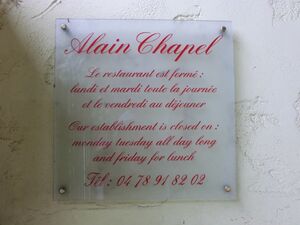 Alain Chapel
Le restaurant est fermé :
lundi et mardi toute la journée
et le vendredi au déjeuner
Our establishment is closed on :
monday tuesday all day long
and friday for lunch
Tél : 04 78 91 82 02